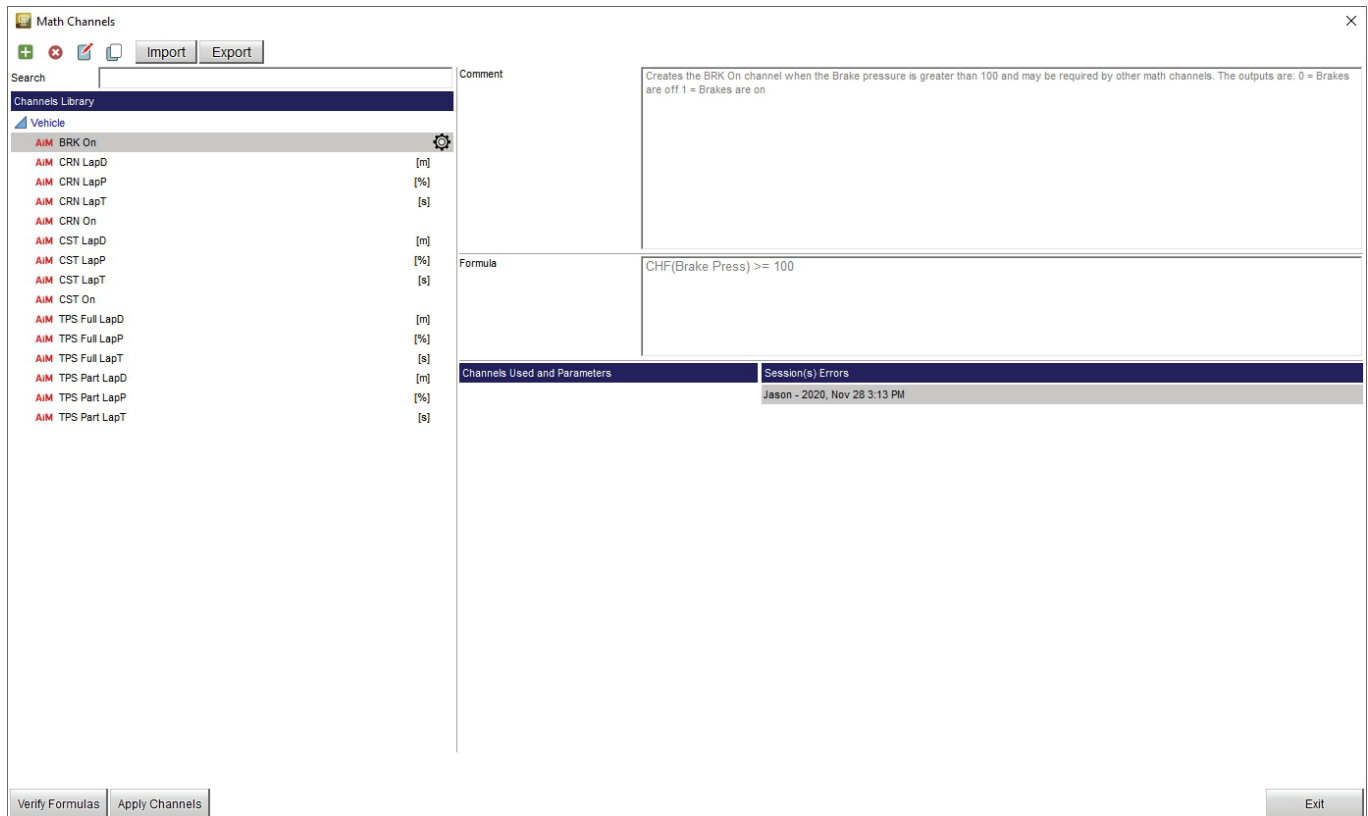 Math Channels
Import Export
Search
Channels Library
Vehicle
AiM BRK On
AiM CRN LapD [m]
AiM CRN LapP [%]
AiM CRN LapT [s]
AiM CRN On
AiM CST LapD [m]
AiM CST LapP [%]
AiM CST LapT [s]
AiM CST On
AiM TPS Full LapD [m]
AiM TPS Full LapP [%]
AiM TPS Full LapT [s]
AiM TPS Part LapD [m]
AiM TPS Part LapP [%]
AiM TPS Part LapT [s]
Comment
Creates the BRK On channel when the Brake pressure is greater than 100 and may be required by other math channels. The outputs are: 0 = Brakes
are off 1 = Brakes are on
Formula
CHF(Brake Press) >= 100
Channels Used and Parameters
Session(s) Errors
Jason - 2020, Nov 28 3:13 PM
Verify Formulas Apply Channels
Exit